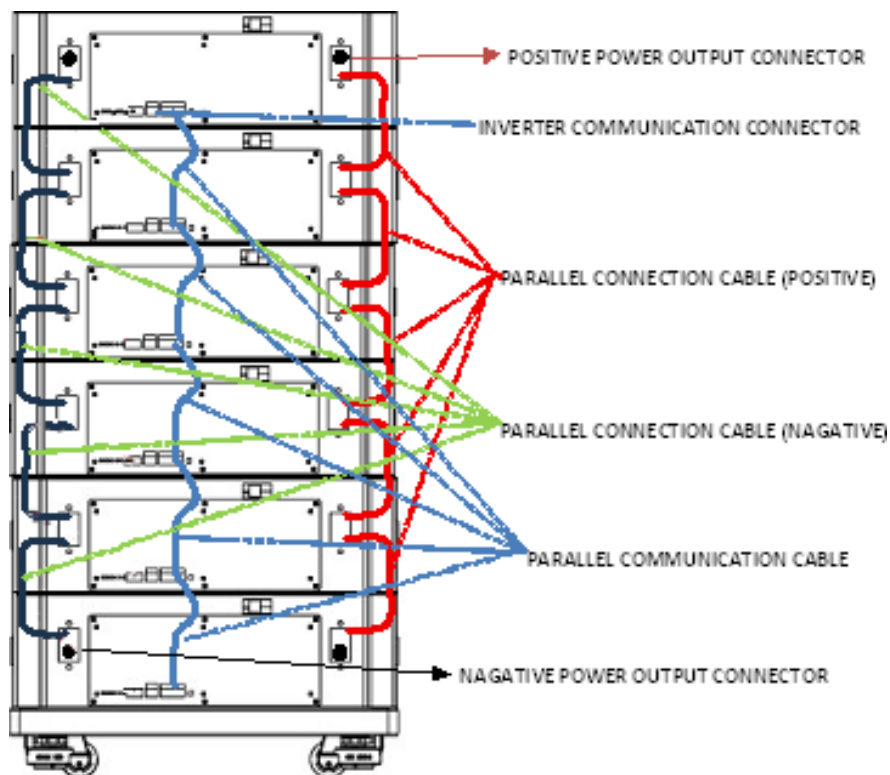 POSITIVE POWER OUTPUT CONNECTOR
INVERTER COMMUNICATION CONNECTOR
PARALLEL CONNECTION CABLE (POSITIVE)
PARALLEL CONNECTION CABLE (NAGATIVE)
PARALLEL COMMUNICATION CABLE
NAGATIVE POWER OUTPUT CONNECTOR